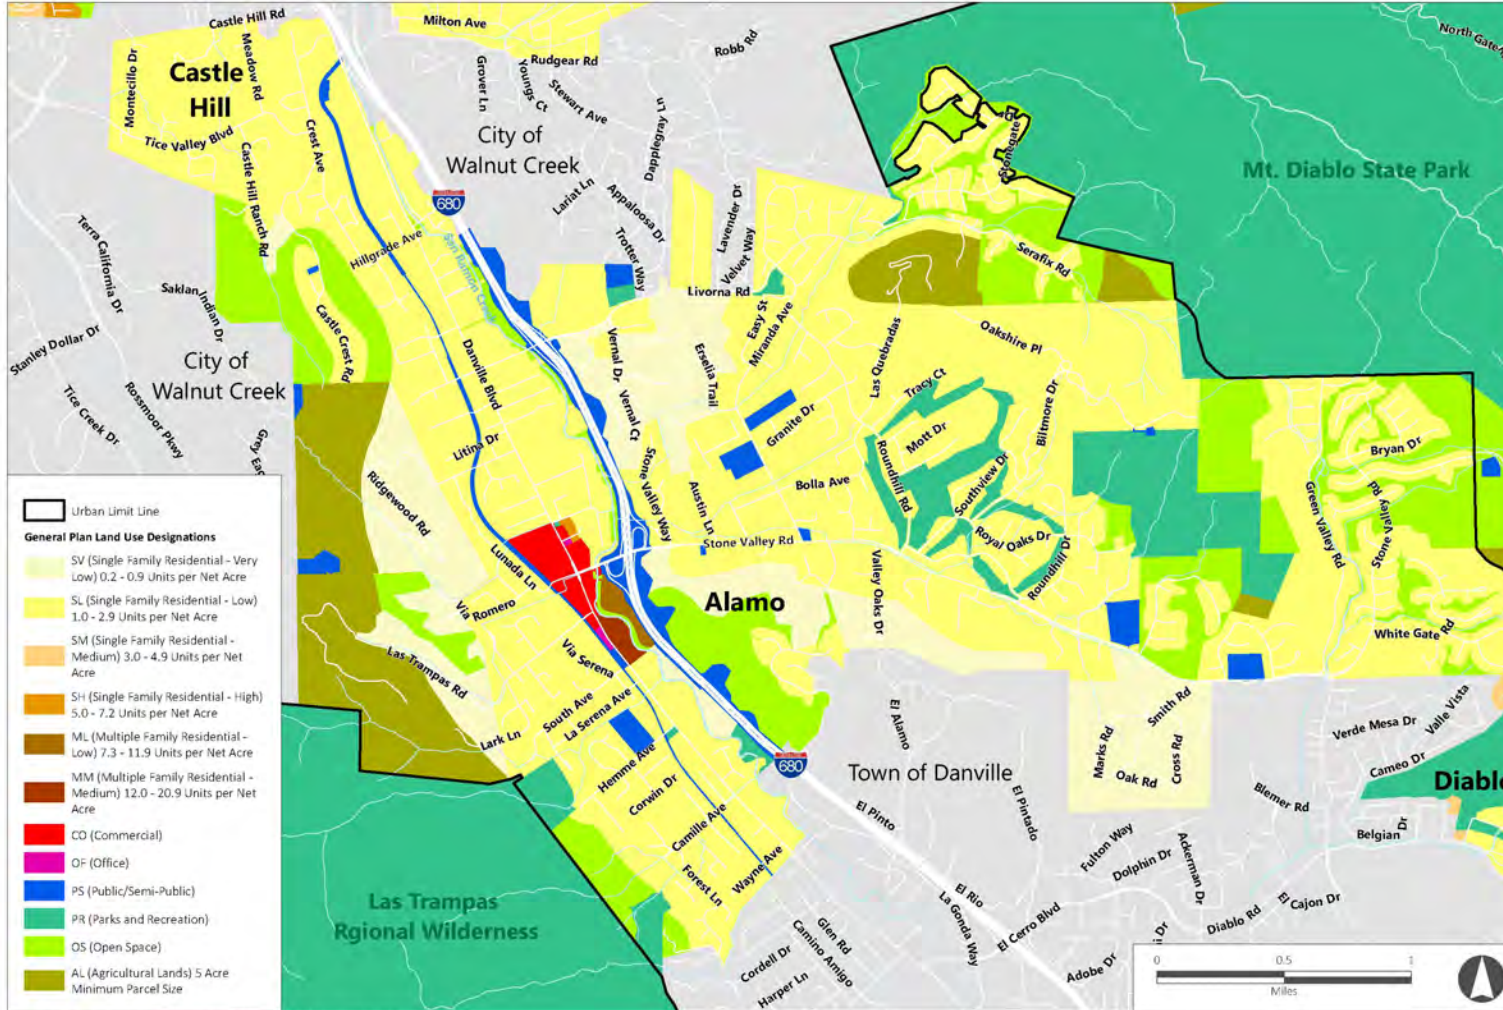 Castle Hill Rd
Milton Ave
Robb Rd
North Gate
Montecillo Dr
Meadow Rd
Castle
Hill
Rudgear Rd
Grover Ln
Youngs Ct
Stewart Ave
Dapplegray Ln
City of
Walnut Creek
Tice Valley Blvd
Crest Ave
Castle Hill Ranch Rd
Stonegate
Mt. Diablo State Park
680
Lariat Ln
Appaloosa Dr
Trotter Way
Lavender Dr
Velvet Way
Terra California Dr
Hillgrade Ave
San Ramon Creek
Serafix Rd
Saklan
Indian Dr
Livorna Rd
Easy St
Miranda Ave
Castle Crest Rd
Stanley Dollar Dr
City of
Walnut Creek
Danville Blvd
Vernal Dr
Vernal Ct
Erselia Trail
Las Quebradas
Oakshire Pl
Tice Creek Dr
Rossmoor Pkwy
Tracy Ct
Biltmore Dr
Granite Dr
Mott Dr
Litina Dr
Bryan Dr
Stone Valley Way
Roundhill Rd
Southview Dr
Ridgewood Rd
Austin Ln
Bolla Ave
Green Valley Rd
Stone Valley Rd
Stone Valley Rd
Royal Oaks Dr
Roundhill Dr
Lunada Ln
Valley Oaks Dr
Via Romero
Alamo
White Gate Rd
Via Serena
Las Trampas Rd
South Ave
La Serena Ave
Lark Ln
El Alamo
Smith Rd
Marks Rd
Cross Rd
Oak Rd
Verde Mesa Dr
Valle Vista
Cameo Dr
Hemme Ave
680
Town of Danville
Diablo
Corwin Dr
El Pinto
El Pintado
Blemer Rd
Belgian Dr
Camille Ave
Fulton Way
Dolphin Dr
Ackerman Dr
Forest Ln
Wayne Ave
El Rio
La Gonda Way
El Cerro Blvd
El Cajon Dr
Diablo Rd
Las Trampas
Rgional Wilderness
Glen Rd
Camino Amigo
Cordell Dr
Harper Ln
Adobe Dr
Urban Limit Line
General Plan Land Use Designations
SV (Single Family Residential - Very
Low) 0.2 - 0.9 Units per Net Acre
SL (Single Family Residential - Low)
1.0 - 2.9 Units per Net Acre
SM (Single Family Residential -
Medium) 3.0 - 4.9 Units per Net
Acre
SH (Single Family Residential - High)
5.0 - 7.2 Units per Net Acre
ML (Multiple Family Residential -
Low) 7.3 - 11.9 Units per Net Acre
MM (Multiple Family Residential -
Medium) 12.0 - 20.9 Units per Net
Acre
CO (Commercial)
OF (Office)
PS (Public/Semi-Public)
PR (Parks and Recreation)
OS (Open Space)
AL (Agricultural Lands) 5 Acre
Minimum Parcel Size
0 0.5 1
Miles